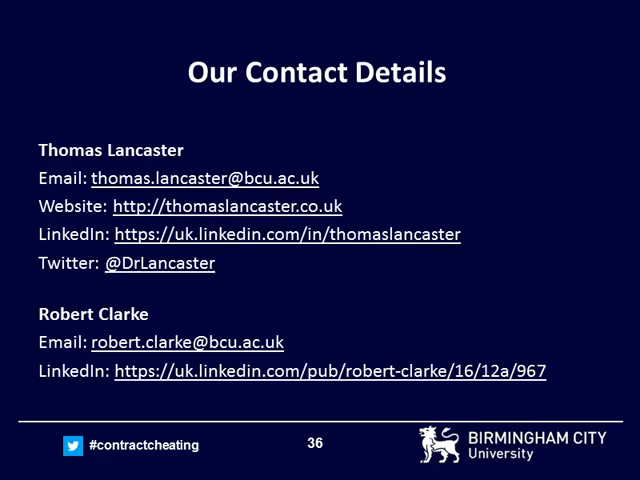 Our Contact Details
Thomas Lancaster
Email: thomas.lancaster@bcu.ac.uk
Website: http://thomaslancaster.co.uk
LinkedIn: https://uk.linkedin.com/in/thomaslancaster
Twitter: @DrLancaster
Robert Clarke
Email: robert.clarke@bcu.ac.uk
LinkedIn: https://uk.linkedin.com/pub/robert-clarke/16/12a/967
#contractcheating
36
BIRMINGHAM CITY
University